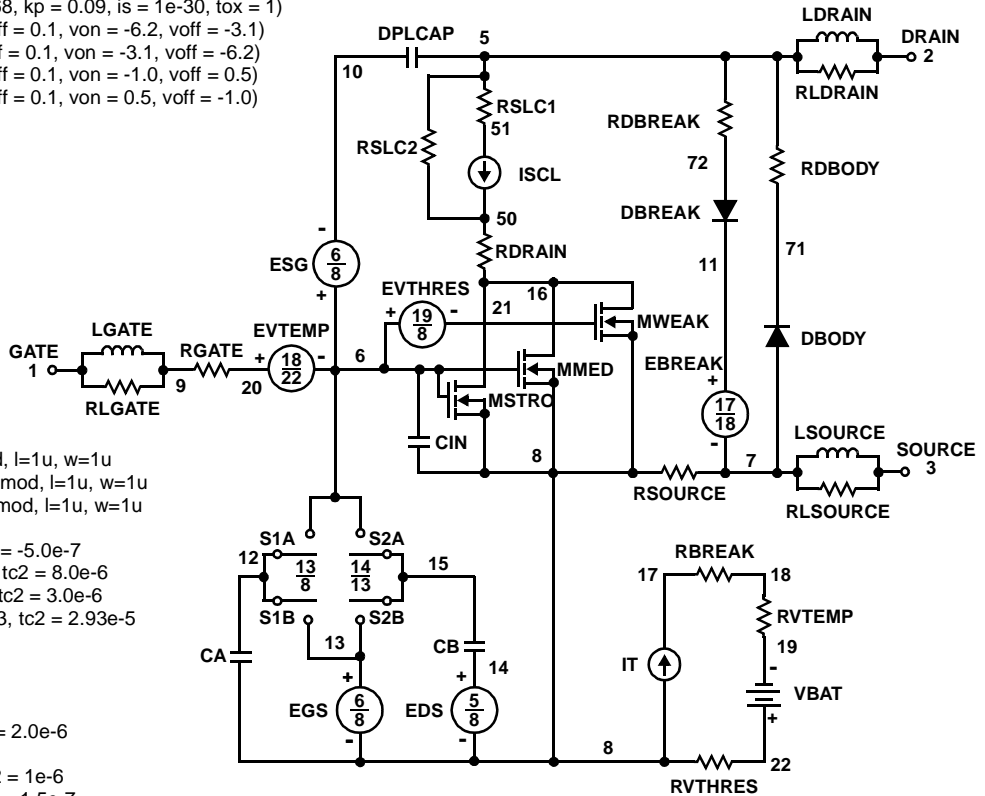 68, kp = 0.09, is = 1e-30, tox = 1)
off = 0.1, von = -6.2, voff = -3.1)
ff = 0.1, von = -3.1, voff = -6.2)
ff = 0.1, von = -1.0, voff = 0.5)
ff = 0.1, von = 0.5, voff = -1.0)
LDRAIN
DRAIN
2
RLDRAIN
DPLCAP
5
10
RSLC1
51
RSLC2
ISCL
50
RDBREAK
72
RDBODY
DBREAK
71
11
RDRAIN
-
ESG
6
8
+
EVTHRES
+
19
8
-
16
21
MWEAK
LGATE
GATE
1
RLGATE
9
RGATE
20
EVTEMP
+
18
22
-
6
MMED
MSTRO
EBREAK
+
17
18
-
DBODY
CIN
8
RSOURCE
7
LSOURCE
SOURCE
3
RLSOURCE
d, l=1u, w=1u
mod, l=1u, w=1u
mod, l=1u, w=1u
= -5.0e-7
tc2 = 8.0e-6
tc2 = 3.0e-6
3, tc2 = 2.93e-5
= 2.0e-6
2 = 1e-6
S1A
S2A
12
13
8
14
13
15
S1B
S2B
13
CA
CB
14
+
EGS
6
8
-
+
EDS
5
8
-
8
RBREAK
17
18
RVTEMP
19
IT
-
VBAT
+
22
RVTHRES